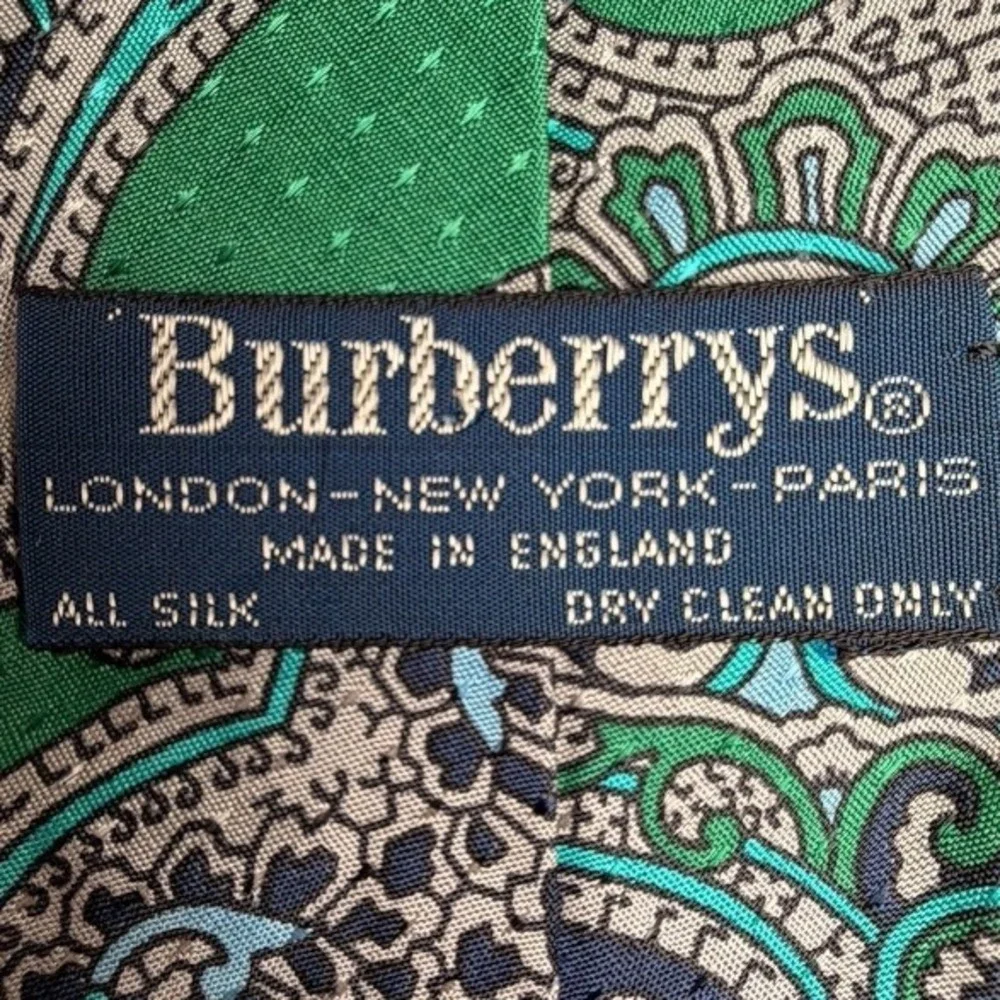 Burberrys®
LONDON-NEW YORK-PARIS
MADE IN ENGLAND
ALL SILK DRY CLEAN ONLY